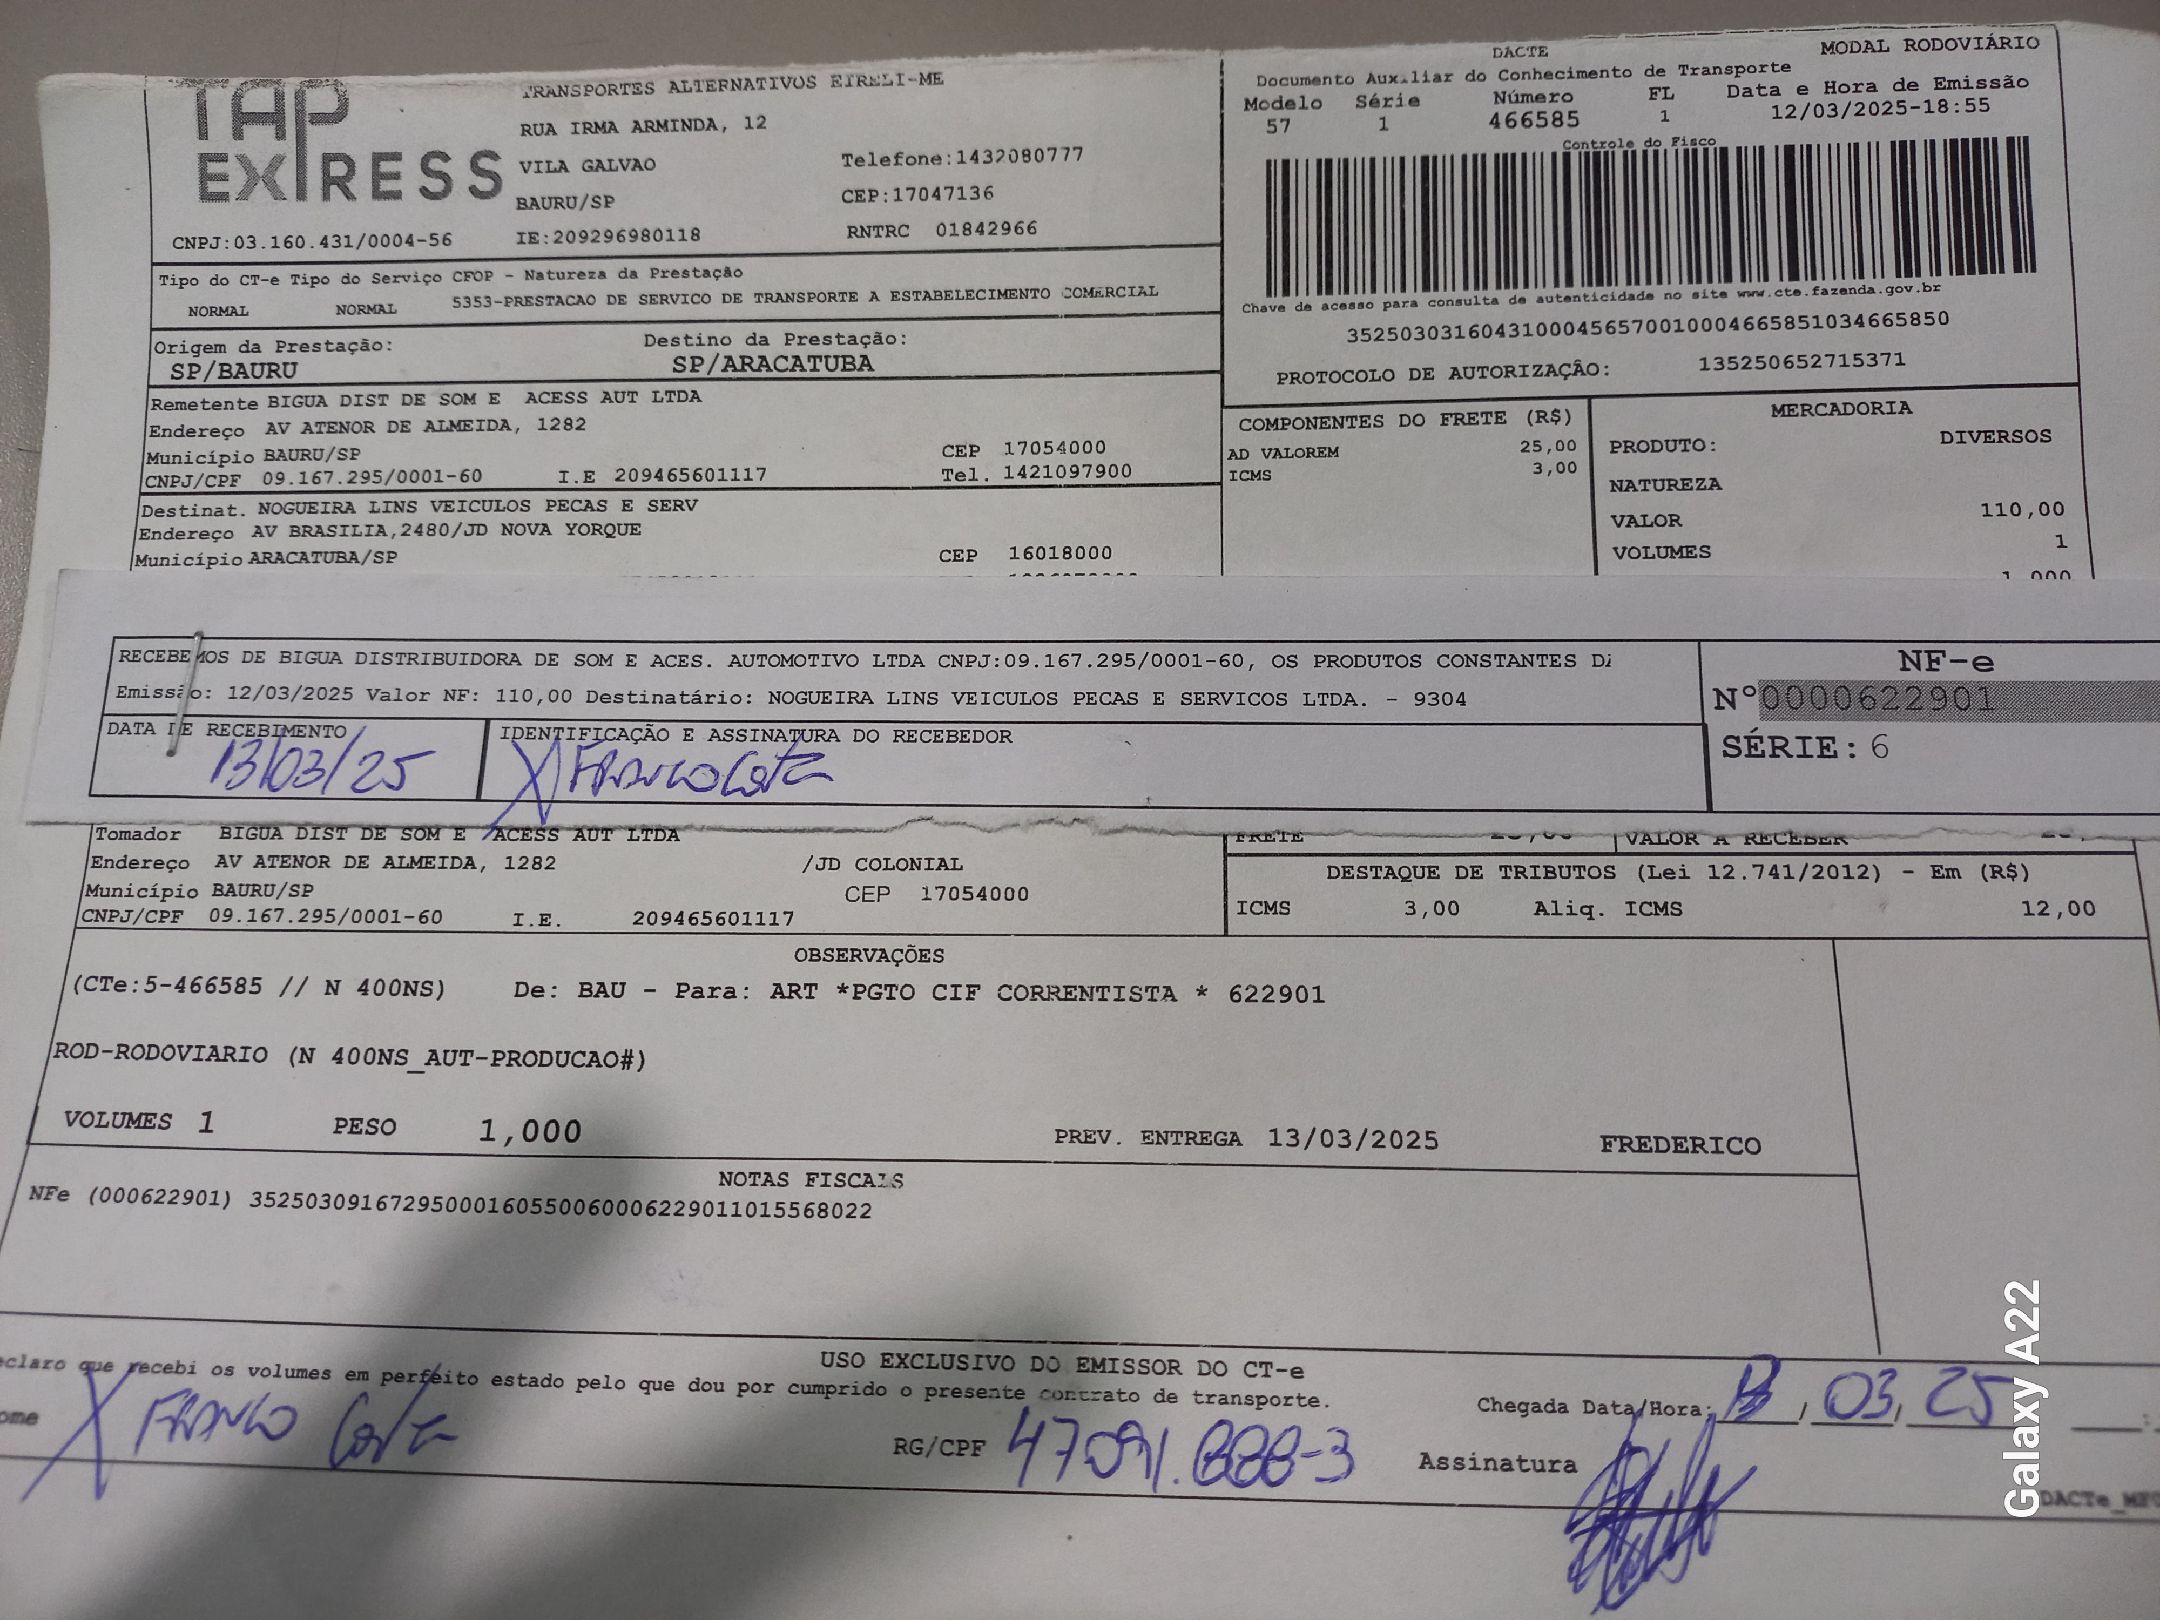 TAP EXPRESS
TRANSPORTES ALTERNATIVOS EIRELI-ME
RUA IRMA ARMINDA, 12
VILA GALVAO Telefone:1432080777
BAURU/SP CEP:17047136
CNPJ:03.160.431/0004-56 IE:209296980118 RNTRC 01842966
Tipo do CT-e Tipo do Serviço CFOP - Natureza da Prestação
NORMAL NORMAL 5353-PRESTACAO DE SERVICO DE TRANSPORTE A ESTABELECIMENTO COMERCIAL
Origem da Prestação: Destino da Prestação:
SP/BAURU SP/ARACATUBA
Remetente BIGUA DIST DE SOM E ACESS AUT LTDA
Endereço AV ATENOR DE ALMEIDA, 1282
Município BAURU/SP CEP 17054000
CNPJ/CPF 09.167.295/0001-60 I.E 209465601117 Tel. 1421097900
Destinat. NOGUEIRA LINS VEICULOS PECAS E SERV
Endereço AV BRASILIA,2480/JD NOVA YORQUE
Município ARACATUBA/SP CEP 16018000
DACTE MODAL RODOVIÁRIO
Documento Auxiliar do Conhecimento de Transporte
Modelo Série Número FL Data e Hora de Emissão
57 1 466585 1 12/03/2025-18:55
Controle do Fisco
Chave de acesso para consulta de autenticidade no site www.cte.fazenda.gov.br
35250303160431000456570010004665851034665850
PROTOCOLO DE AUTORIZAÇÂO: 135250652715371
COMPONENTES DO FRETE (R$)
AD VALOREM 25,00
ICMS 3,00
MERCADORIA
PRODUTO: DIVERSOS
NATUREZA
VALOR 110,00
VOLUMES 1
1,000
RECEBEMOS DE BIGUA DISTRIBUIDORA DE SOM E ACES. AUTOMOTIVO LTDA CNPJ:09.167.295/0001-60, OS PRODUTOS CONSTANTES DA
Emissão: 12/03/2025 Valor NF: 110,00 Destinatário: NOGUEIRA LINS VEICULOS PECAS E SERVICOS LTDA. - 9304
DATA DE RECEBIMENTO IDENTIFICAÇÃO E ASSINATURA DO RECEBEDOR
13/03/25 X Franco Costa
NF-e
Nº0000622901
SÉRIE: 6
Tomador BIGUA DIST DE SOM E ACESS AUT LTDA
Endereço AV ATENOR DE ALMEIDA, 1282 /JD COLONIAL
Município BAURU/SP CEP 17054000
CNPJ/CPF 09.167.295/0001-60 I.E. 209465601117
FRETE VALOR A RECEBER
DESTAQUE DE TRIBUTOS (Lei 12.741/2012) - Em (R$)
ICMS 3,00 Aliq. ICMS 12,00
OBSERVAÇÕES
(CTe:5-466585 // N 400NS) De: BAU - Para: ART *PGTO CIF CORRENTISTA * 622901
ROD-RODOVIARIO (N 400NS_AUT-PRODUCAO#)
VOLUMES 1 PESO 1,000 PREV. ENTREGA 13/03/2025 FREDERICO
NOTAS FISCAIS
NFe (000622901) 35250309167295000160550060006229011015568022
USO EXCLUSIVO DO EMISSOR DO CT-e
eclaro que recebi os volumes em perfeito estado pelo que dou por cumprido o presente contrato de transporte.
ome X Franco Costa RG/CPF Chegada Data/Hora: 13 / 03 / 25
Assinatura
DACTe
Galaxy A22